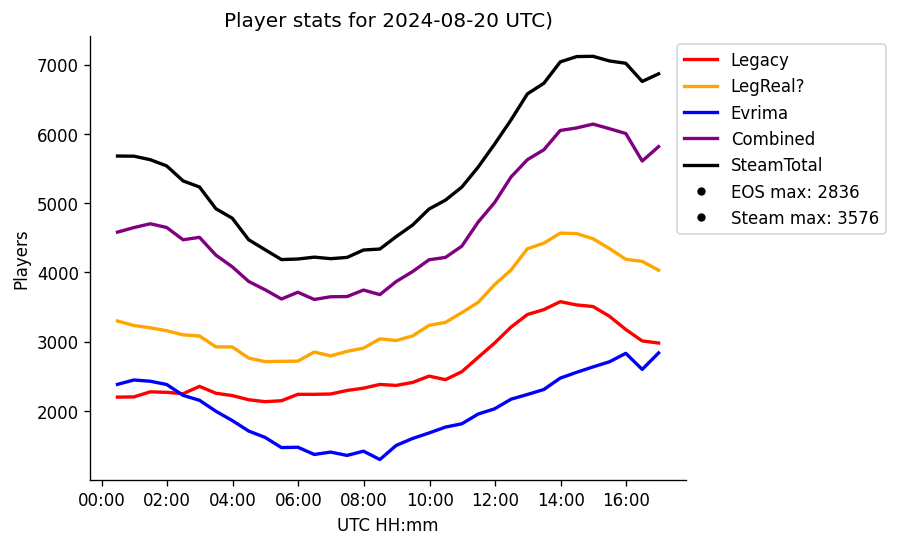 Player stats for 2024-08-20 UTC)
7000
6000
5000
4000
3000
2000
Players
00:00 02:00 04:00 06:00 08:00 10:00 12:00 14:00 16:00
UTC HH:mm
Legacy
LegReal?
Evrima
Combined
SteamTotal
EOS max: 2836
Steam max: 3576